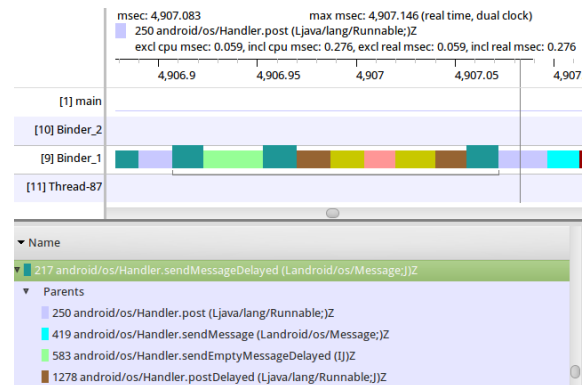 msec: 4,907.083 max msec: 4,907.146 (real time, dual clock)
250 android/os/Handler.post (Ljava/lang/Runnable;)Z
excl cpu msec: 0.059, incl cpu msec: 0.276, excl real msec: 0.059, incl real msec: 0.276
4,906.9 4,906.95 4,907 4,907.05 4,907
[1] main
[10] Binder_2
[9] Binder_1
[11] Thread-87
Name
217 android/os/Handler.sendMessageDelayed (Landroid/os/Message;J)Z
Parents
250 android/os/Handler.post (Ljava/lang/Runnable;)Z
419 android/os/Handler.sendMessage (Landroid/os/Message;)Z
583 android/os/Handler.sendEmptyMessageDelayed (IJ)Z
1278 android/os/Handler.postDelayed (Ljava/lang/Runnable;J)Z